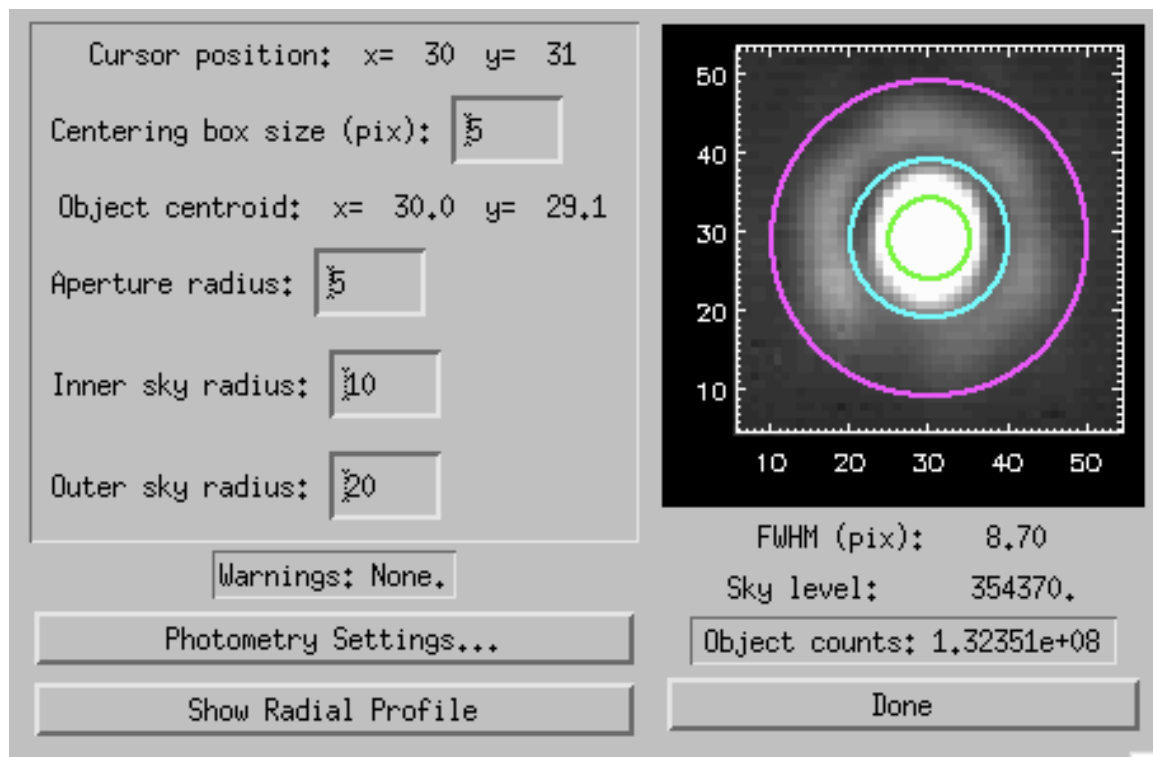 Cursor position: x= 30 y= 31
Centering box size (pix): 5
Object centroid: x= 30.0 y= 29.1
Aperture radius: 5
Inner sky radius: 10
Outer sky radius: 20
Warnings: None.
Photometry Settings...
Show Radial Profile
50
40
30
20
10
10 20 30 40 50
FWHM (pix): 8.70
Sky level: 354370.
Object counts: 1.32351e+08
Done